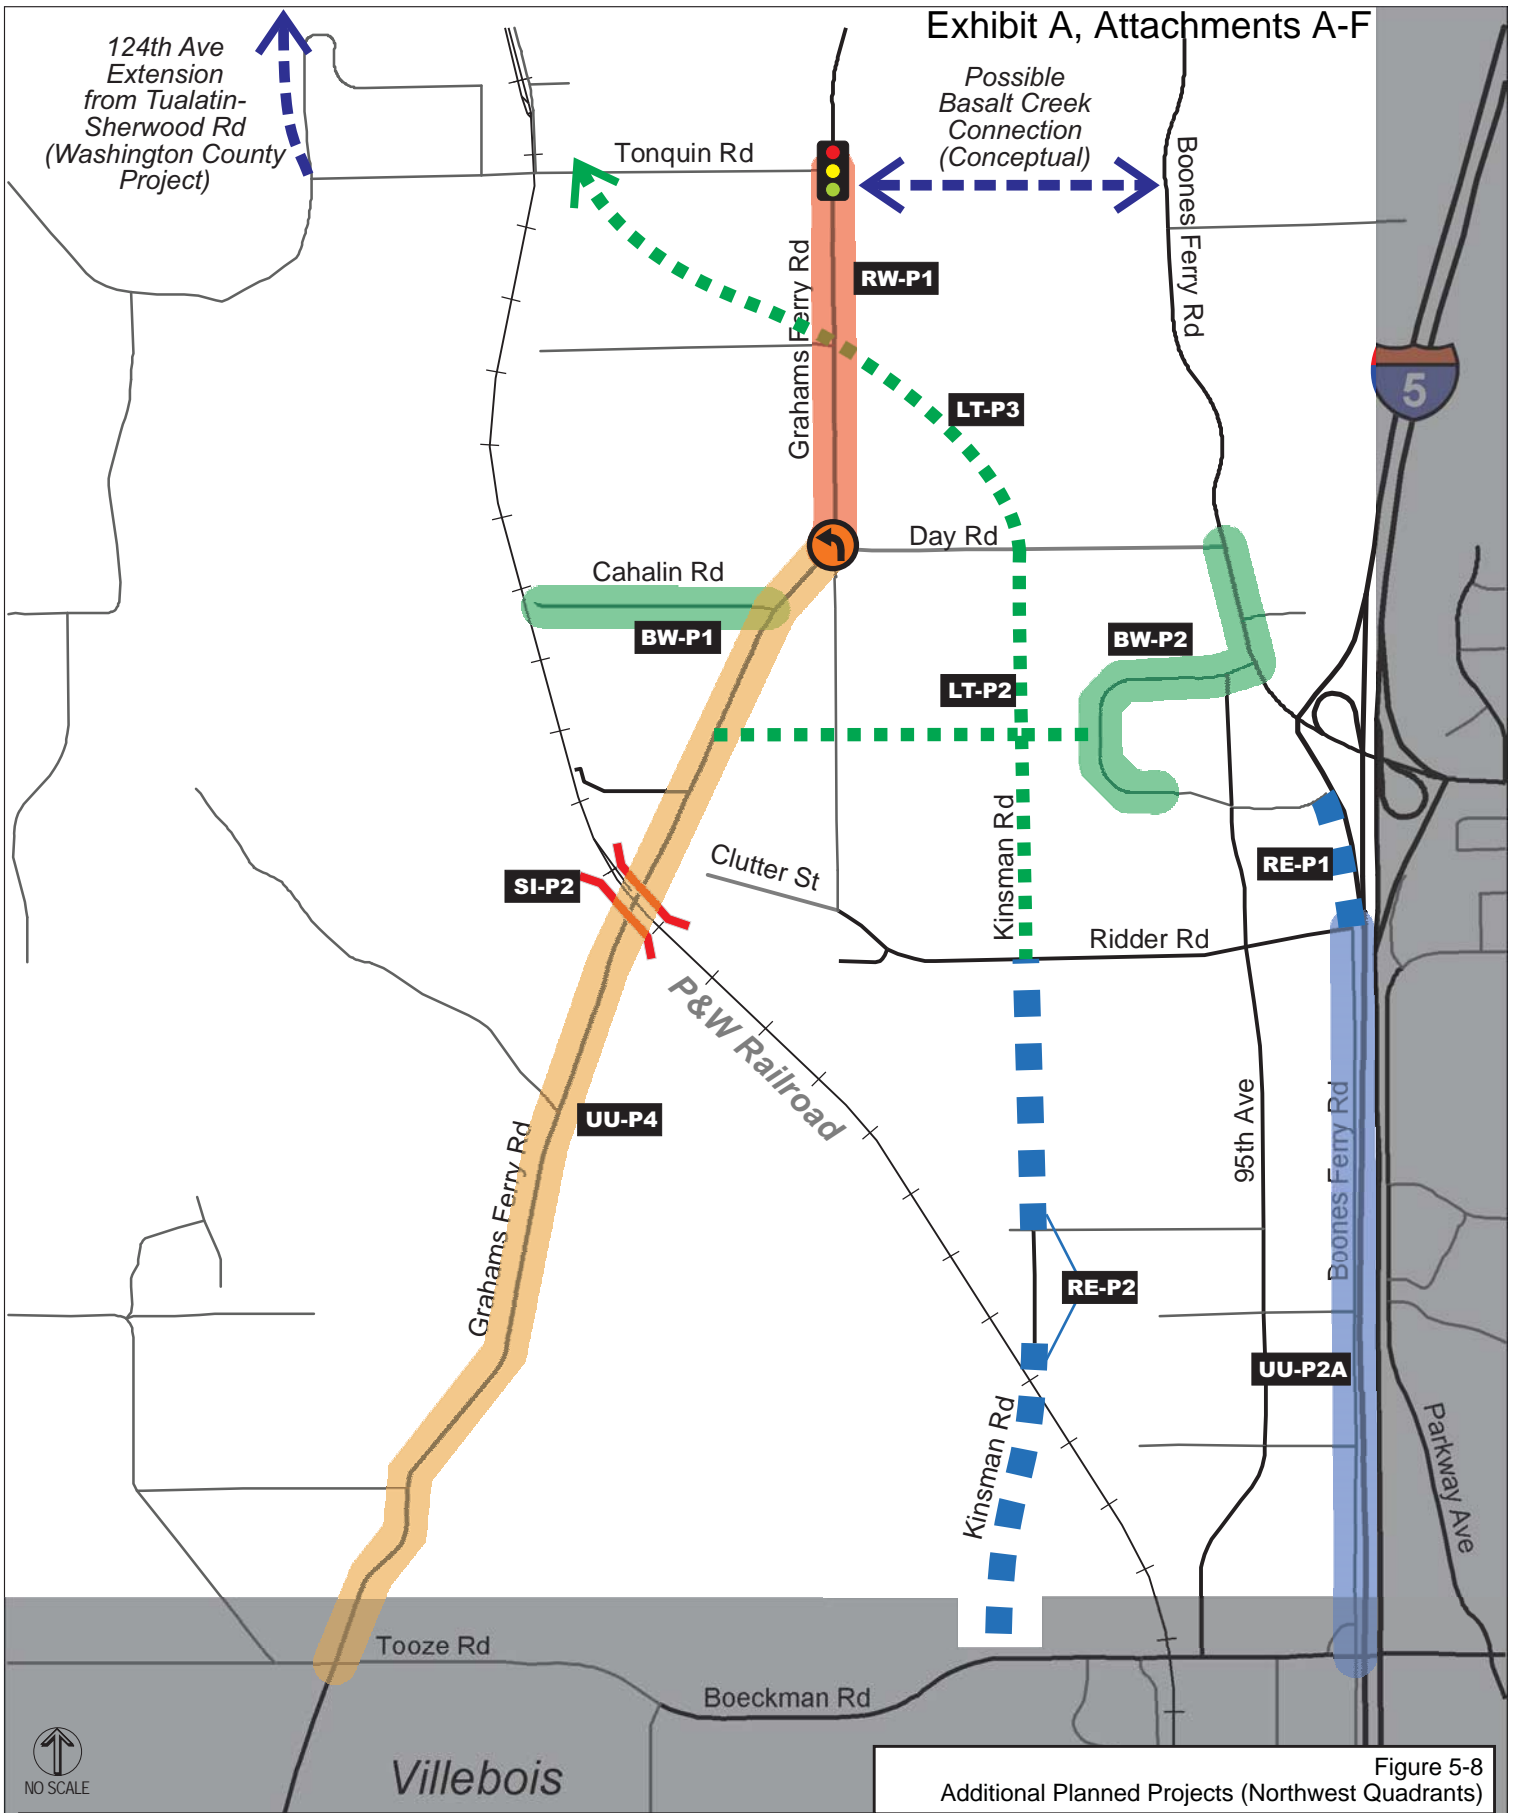 Exhibit A, Attachments A-F
124th Ave
Extension
from Tualatin-
Sherwood Rd
(Washington County
Project)
Possible
Basalt Creek
Connection
(Conceptual)
Tonquin Rd
Boones Ferry Rd
Grahams Ferry Rd
RW-P1
5
LT-P3
Day Rd
Cahalin Rd
BW-P1
BW-P2
LT-P2
Kinsman Rd
Clutter St
RE-P1
SI-P2
Ridder Rd
P&W Railroad
UU-P4
95th Ave
Boones Ferry Rd
Grahams Ferry Rd
RE-P2
UU-P2A
Kinsman Rd
Parkway Ave
Tooze Rd
Boeckman Rd
Villebois
NO SCALE
Figure 5-8
Additional Planned Projects (Northwest Quadrants)